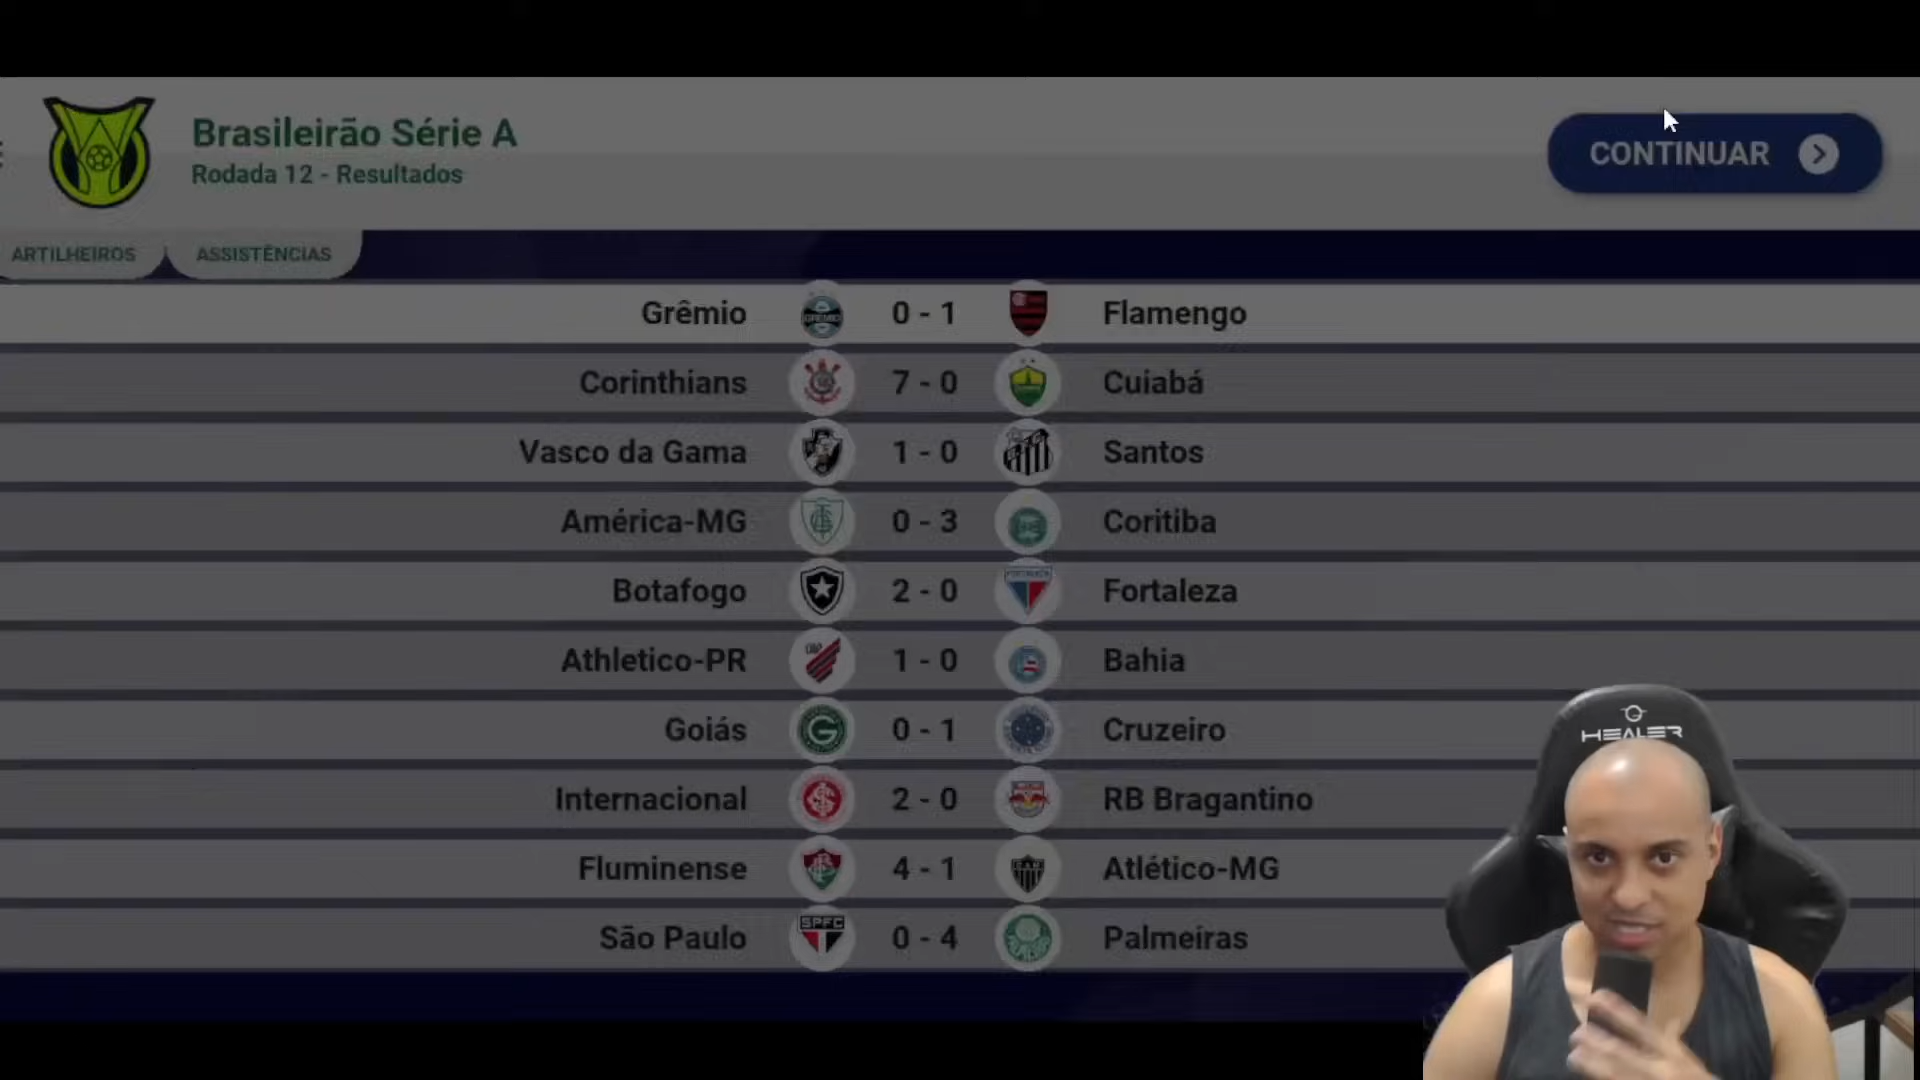 Brasileirão Série A
Rodada 12 - Resultados
CONTINUAR
ARTILHEIROS
ASSISTÊNCIAS
Grêmio 0 - 1 Flamengo
Corinthians 7 - 0 Cuiabá
Vasco da Gama 1 - 0 Santos
América-MG 0 - 3 Coritiba
Botafogo 2 - 0 Fortaleza
Athletico-PR 1 - 0 Bahia
Goiás 0 - 1 Cruzeiro
Internacional 2 - 0 RB Bragantino
Fluminense 4 - 1 Atlético-MG
SPFC
São Paulo 0 - 4 Palmeiras
HEALER